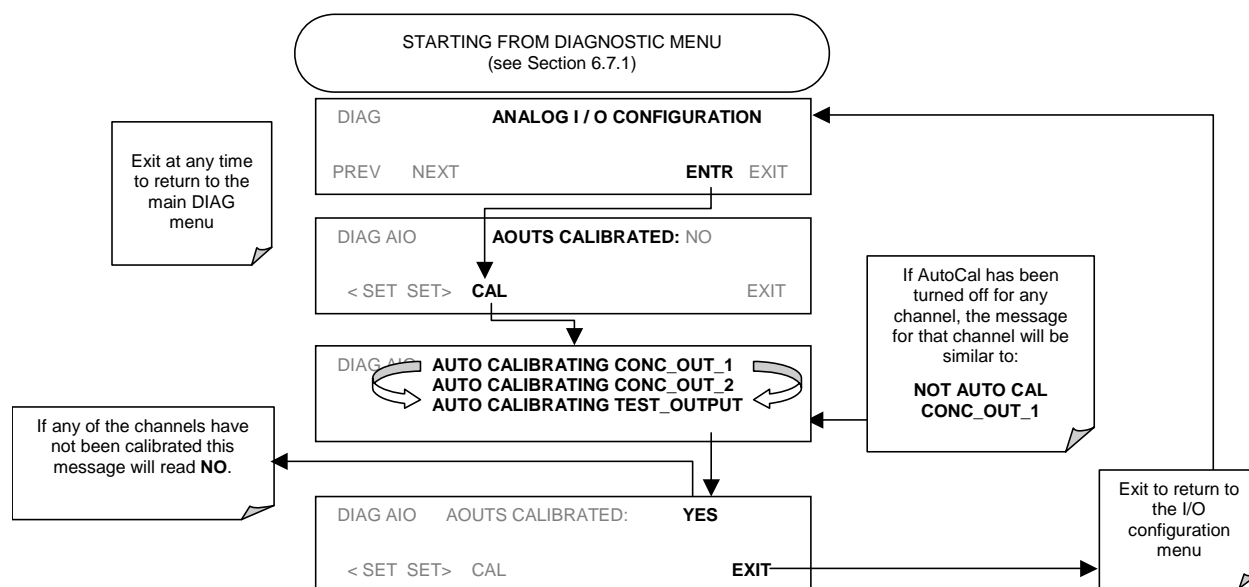 STARTING FROM DIAGNOSTIC MENU
(see Section 6.7.1)
DIAG ANALOG I / O CONFIGURATION
PREV NEXT ENTR EXIT
Exit at any time
to return to the
main DIAG
menu
DIAG AIO AOUTS CALIBRATED: NO
< SET SET> CAL EXIT
If AutoCal has been
turned off for any
channel, the message
for that channel will be
similar to:
NOT AUTO CAL
CONC_OUT_1
DIAG AIO AUTO CALIBRATING CONC_OUT_1
AUTO CALIBRATING CONC_OUT_2
AUTO CALIBRATING TEST_OUTPUT
If any of the channels have
not been calibrated this
message will read NO.
DIAG AIO AOUTS CALIBRATED: YES
< SET SET> CAL EXIT
Exit to return to
the I/O
configuration
menu